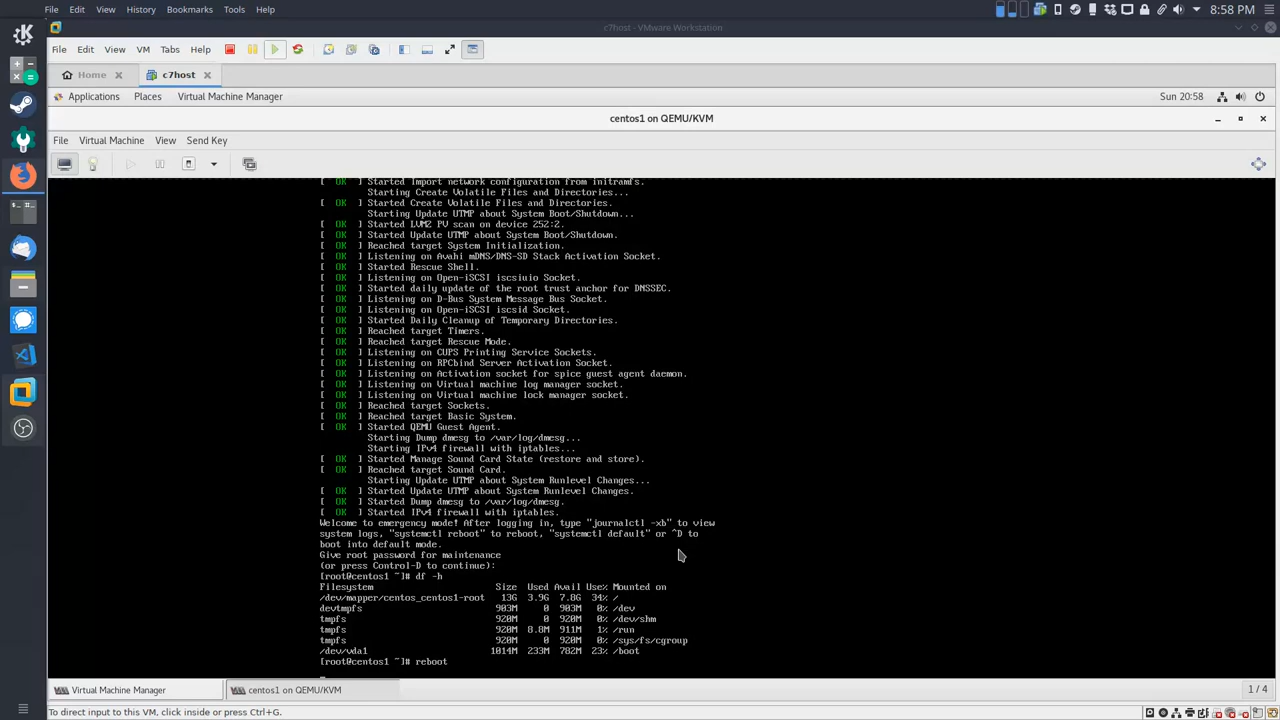 File Edit View History Bookmarks Tools Help
8:58 PM
c7host - VMware Workstation
File Edit View VM Tabs Help
Home
c7host
Applications Places Virtual Machine Manager
Sun 20:58
centos1 on QEMU/KVM
File Virtual Machine View Send Key
[ OK ] Started Import network configuration from initramfs.
Starting Create Volatile Files and Directories...
[ OK ] Started Create Volatile Files and Directories.
Starting Update UTMP about System Boot/Shutdown...
[ OK ] Started LVM2 PV scan on device 252:2.
[ OK ] Started Update UTMP about System Boot/Shutdown.
[ OK ] Reached target System Initialization.
[ OK ] Listening on Avahi mDNS/DNS-SD Stack Activation Socket.
[ OK ] Started Rescue Shell.
[ OK ] Listening on Open-iSCSI iscsiuio Socket.
[ OK ] Started daily update of the root trust anchor for DNSSEC.
[ OK ] Listening on D-Bus System Message Bus Socket.
[ OK ] Listening on Open-iSCSI iscsid Socket.
[ OK ] Started Daily Cleanup of Temporary Directories.
[ OK ] Reached target Timers.
[ OK ] Reached target Rescue Mode.
[ OK ] Listening on CUPS Printing Service Sockets.
[ OK ] Listening on RPCbind Server Activation Socket.
[ OK ] Listening on Activation socket for spice guest agent daemon.
[ OK ] Listening on Virtual machine log manager socket.
[ OK ] Listening on Virtual machine lock manager socket.
[ OK ] Reached target Sockets.
[ OK ] Reached target Basic System.
[ OK ] Started QEMU Guest Agent.
Starting Dump dmesg to /var/log/dmesg...
Starting IPv4 firewall with iptables...
[ OK ] Started Manage Sound Card State (restore and store).
[ OK ] Reached target Sound Card.
Starting Update UTMP about System Runlevel Changes...
[ OK ] Started Update UTMP about System Runlevel Changes.
[ OK ] Started Dump dmesg to /var/log/dmesg.
[ OK ] Started IPv4 firewall with iptables.
Welcome to emergency mode! After logging in, type "journalctl -xb" to view
system logs, "systemctl reboot" to reboot, "systemctl default" or ^D to
boot into default mode.
Give root password for maintenance
(or press Control-D to continue):
[root@centos1 ~]# df -h
Filesystem Size Used Avail Use% Mounted on
/dev/mapper/centos_centos1-root 13G 3.9G 7.8G 34% /
devtmpfs 903M 0 903M 0% /dev
tmpfs 920M 0 920M 0% /dev/shm
tmpfs 920M 8.8M 911M 1% /run
tmpfs 920M 0 920M 0% /sys/fs/cgroup
/dev/vda1 1014M 233M 782M 23% /boot
[root@centos1 ~]# reboot
Virtual Machine Manager
centos1 on QEMU/KVM
1 / 4
To direct input to this VM, click inside or press Ctrl+G.